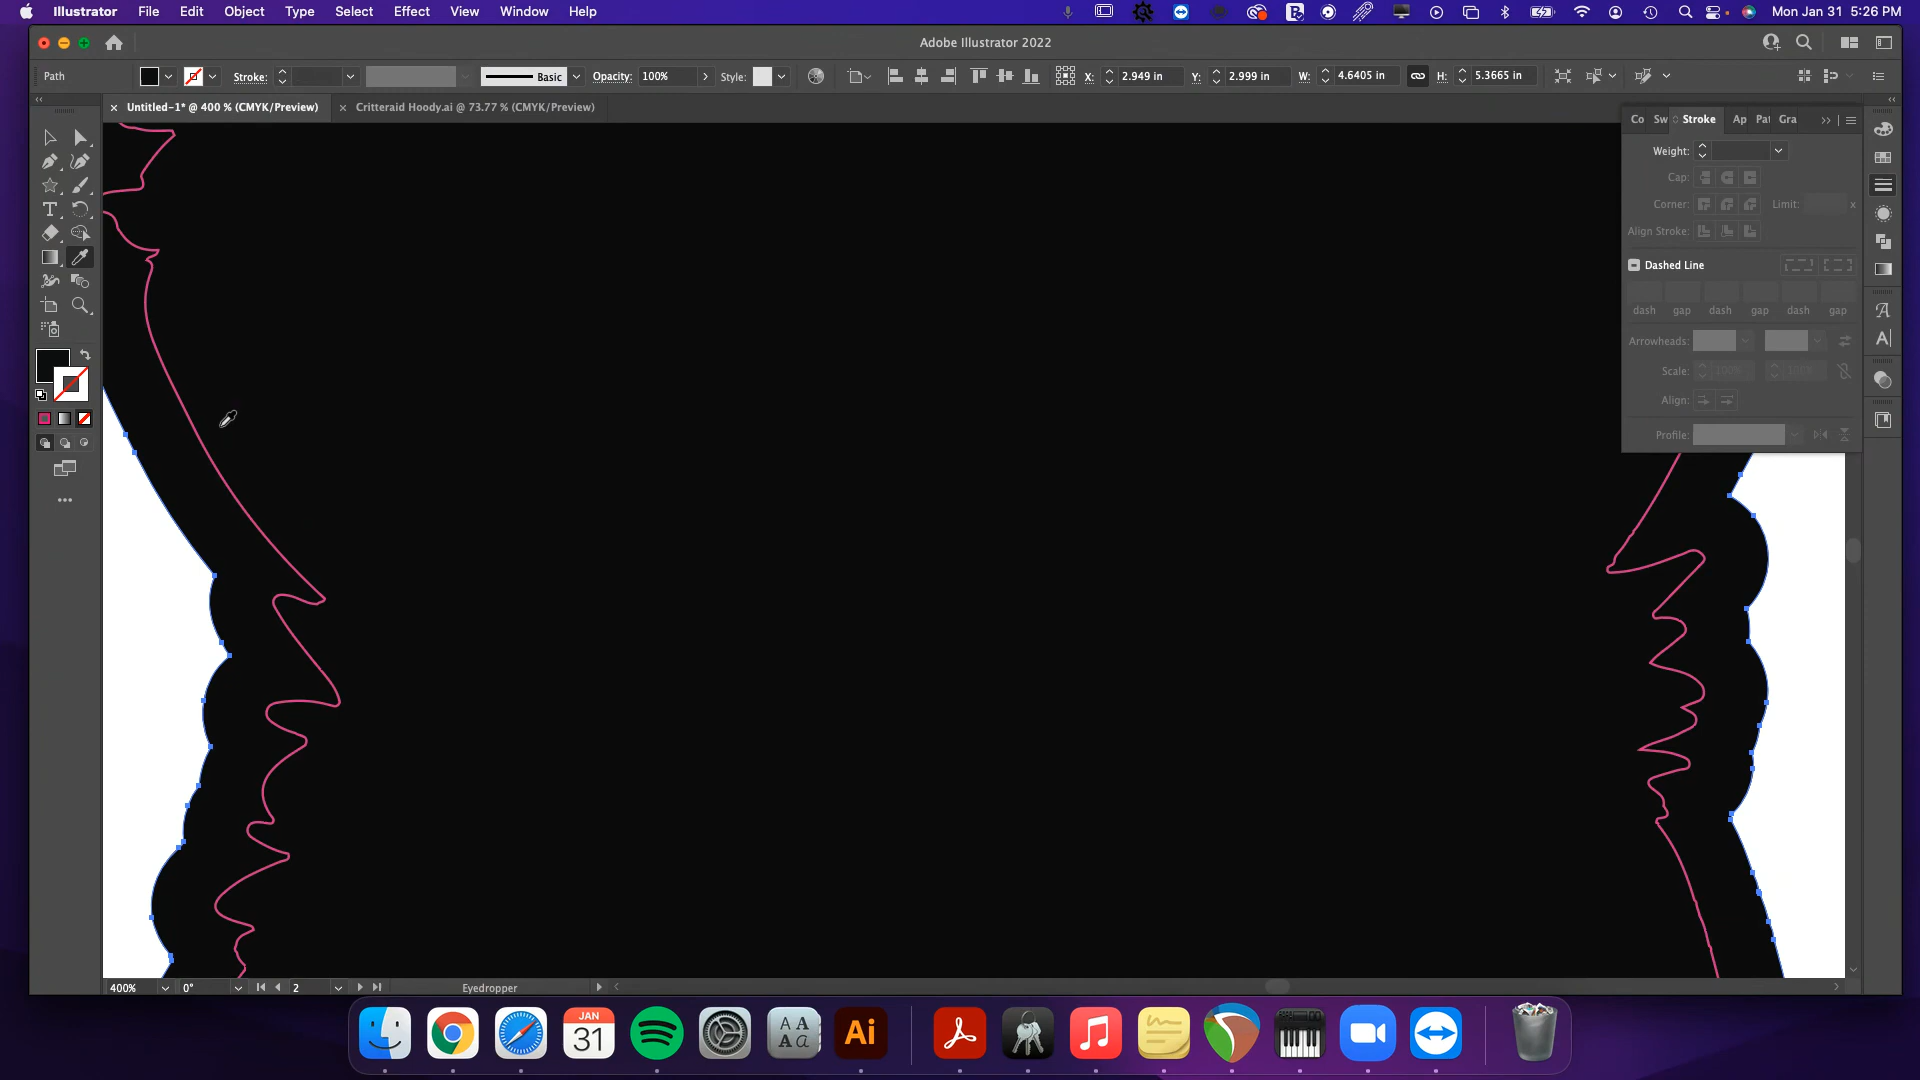 Illustrator File Edit Object Type Select Effect View Window Help Mon Jan 31 5:26 PM
Adobe Illustrator 2022
Path Stroke: Basic Opacity: 100% Style: X: 2.949 in Y: 2.999 in W: 4.6405 in H: 5.3665 in
× Untitled-1* @ 400 % (CMYK/Preview) × Critteraid Hoody.ai @ 73.77 % (CMYK/Preview)
Co Sw Stroke Ap Pat Gra
Weight:
Cap:
Corner: Limit: x
Align Stroke:
Dashed Line
dash gap dash gap dash gap
Arrowheads:
Scale: 100% 100%
Align:
Profile:
400% 0° 2 Eyedropper
JAN
31
A A
A a
Ai